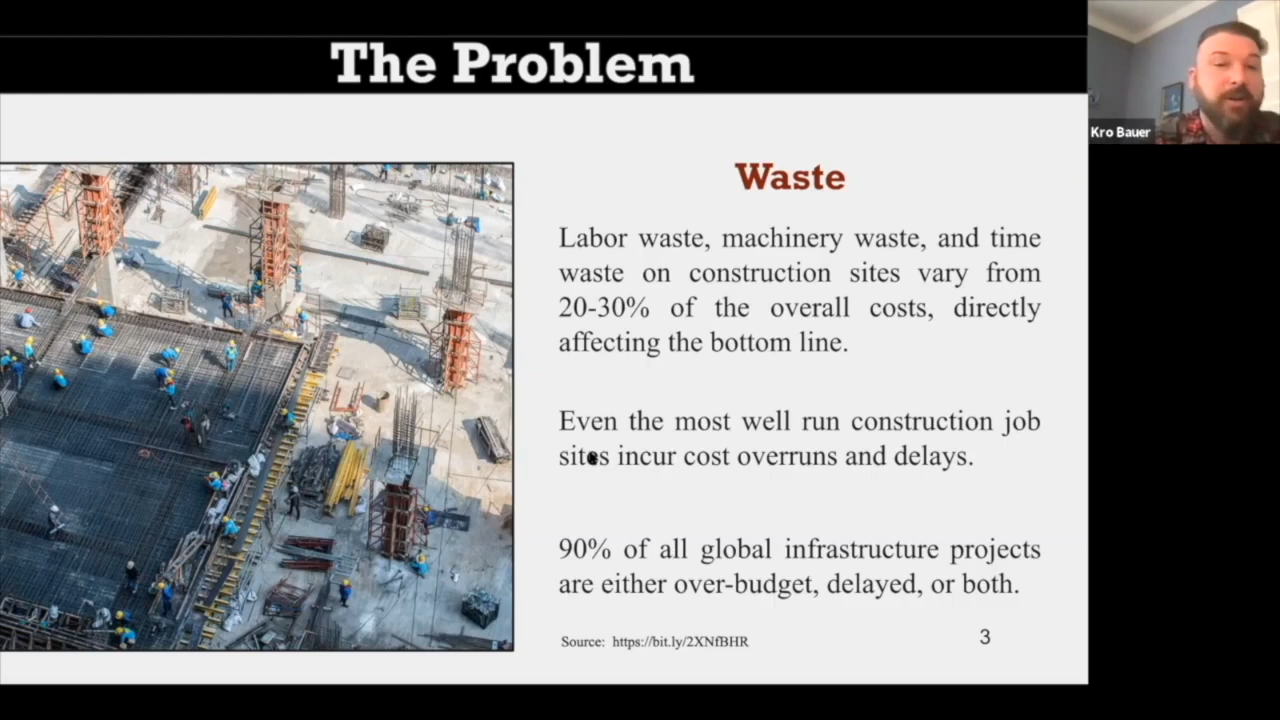 The Problem
Kro Bauer
Waste
Labor waste, machinery waste, and time
waste on construction sites vary from
20-30% of the overall costs, directly
affecting the bottom line.
Even the most well run construction job
sites incur cost overruns and delays.
90% of all global infrastructure projects
are either over-budget, delayed, or both.
Source: https://bit.ly/2XNfBHR
3